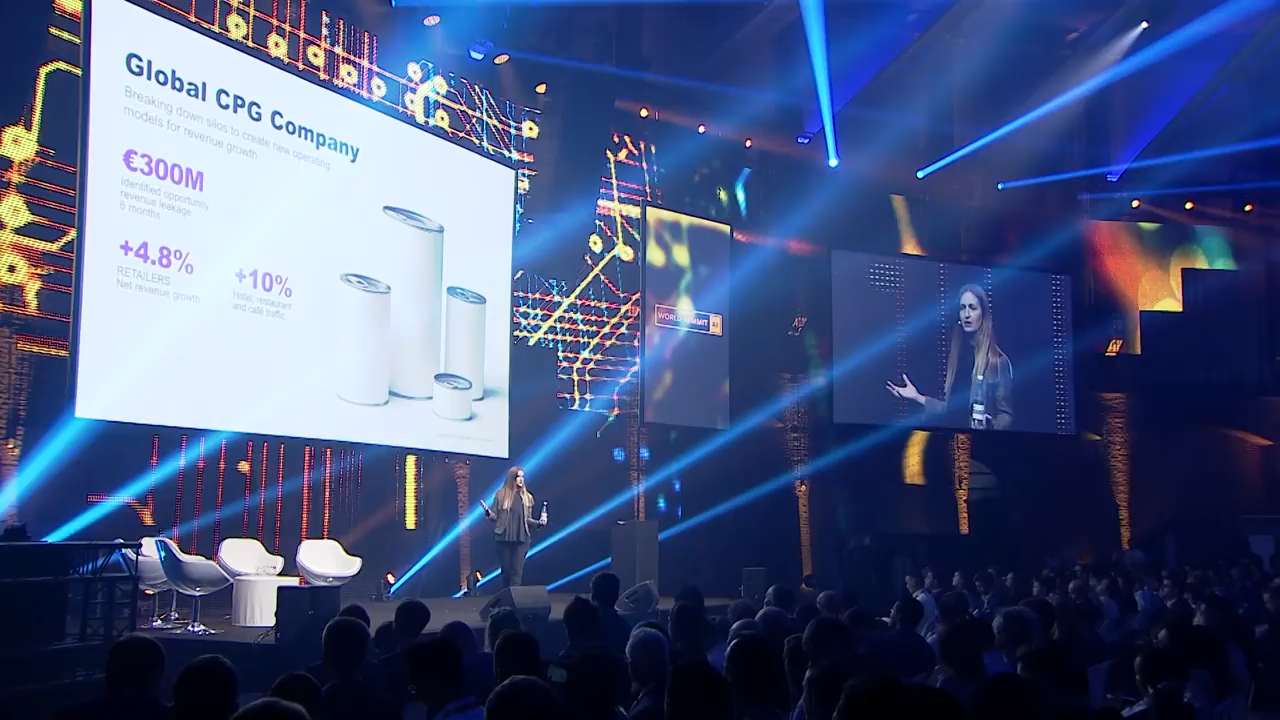 Global CPG Company
Breaking down silos to create new operating
models for revenue growth
€300M
Identified opportunity
revenue leakage
6 months
+4.8%
RETAILERS
Net revenue growth
+10%
Hotel, restaurant
and café traffic
WORLD SUMMIT AI